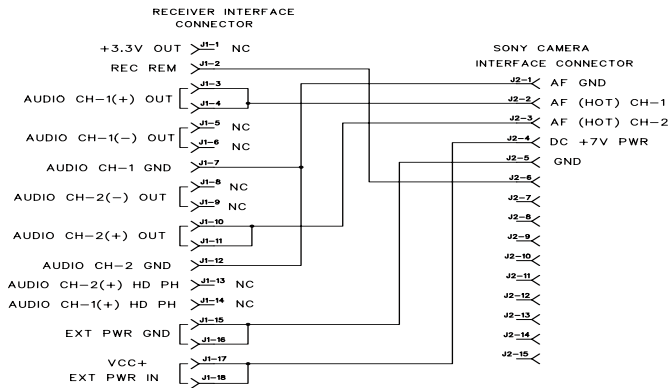 RECEIVER INTERFACE
CONNECTOR
+3.3V OUT J1-1 NC
REC REM J1-2
AUDIO CH-1(+) OUT
J1-3
J1-4
AUDIO CH-1(-) OUT
J1-5 NC
J1-6 NC
AUDIO CH-1 GND J1-7
AUDIO CH-2(-) OUT
J1-8 NC
J1-9 NC
AUDIO CH-2(+) OUT
J1-10
J1-11
AUDIO CH-2 GND J1-12
AUDIO CH-2(+) HD PH J1-13 NC
AUDIO CH-1(+) HD PH J1-14 NC
EXT PWR GND
J1-15
J1-16
VCC+
EXT PWR IN
J1-17
J1-18
SONY CAMERA
INTERFACE CONNECTOR
J2-1 AF GND
J2-2 AF (HOT) CH-1
J2-3 AF (HOT) CH-2
J2-4 DC +7V PWR
J2-5 GND
J2-6
J2-7
J2-8
J2-9
J2-10
J2-11
J2-12
J2-13
J2-14
J2-15